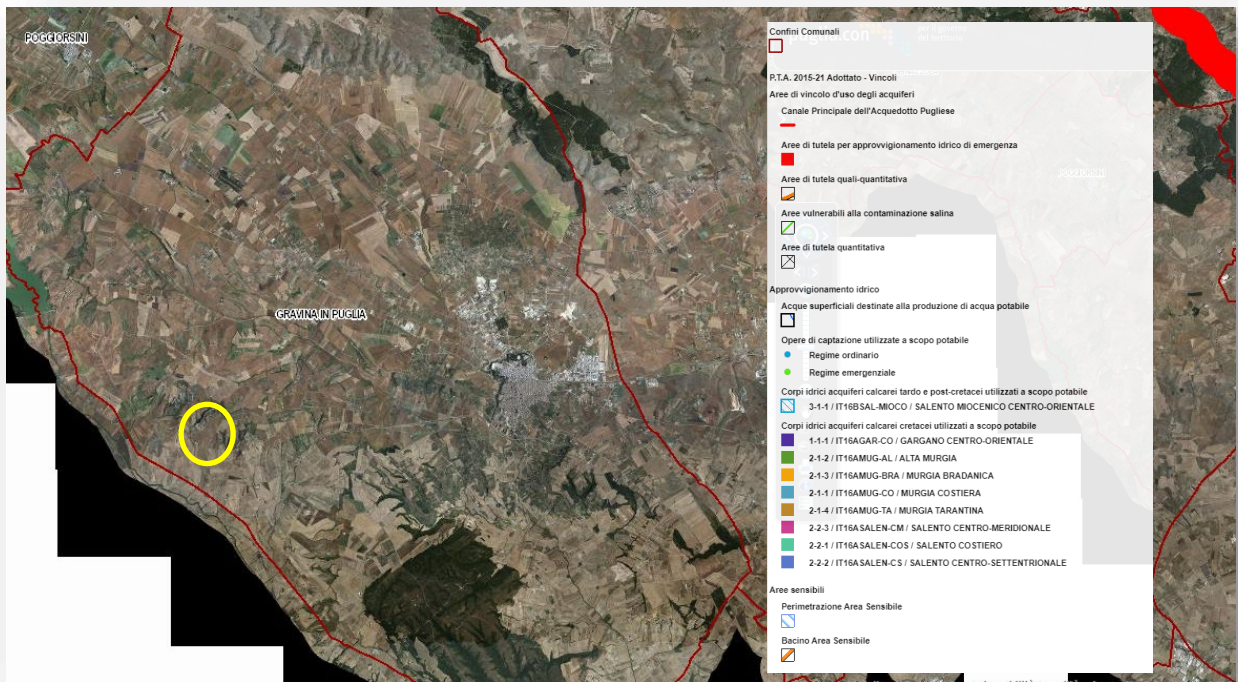 POGGIORSINI
GRAVINA IN PUGLIA
Confini Comunali
puglia.con
P.T.A. 2015-21 Adottato - Vincoli
Aree di vincolo d'uso degli acquiferi
Canale Principale dell'Acquedotto Pugliese
Aree di tutela per approvvigionamento idrico di emergenza
Aree di tutela quali-quantitativa
Aree vulnerabili alla contaminazione salina
Aree di tutela quantitativa
Approvvigionamento idrico
Acque superficiali destinate alla produzione di acqua potabile
Opere di captazione utilizzate a scopo potabile
Regime ordinario
Regime emergenziale
Corpi idrici acquiferi calcarei tardo e post-cretacei utilizzati a scopo potabile
3-1-1 / IT16BSAL-MIOCO / SALENTO MIOCENICO CENTRO-ORIENTALE
Corpi idrici acquiferi calcarei cretacei utilizzati a scopo potabile
1-1-1 / IT16AGAR-CO / GARGANO CENTRO-ORIENTALE
2-1-2 / IT16AMUG-AL / ALTA MURGIA
2-1-3 / IT16AMUG-BRA / MURGIA BRADANICA
2-1-1 / IT16AMUG-CO / MURGIA COSTIERA
2-1-4 / IT16AMUG-TA / MURGIA TARANTINA
2-2-3 / IT16ASALEN-CM / SALENTO CENTRO-MERIDIONALE
2-2-1 / IT16ASALEN-COS / SALENTO COSTIERO
2-2-2 / IT16ASALEN-CS / SALENTO CENTRO-SETTENTRIONALE
Aree sensibili
Perimetrazione Area Sensibile
Bacino Area Sensibile